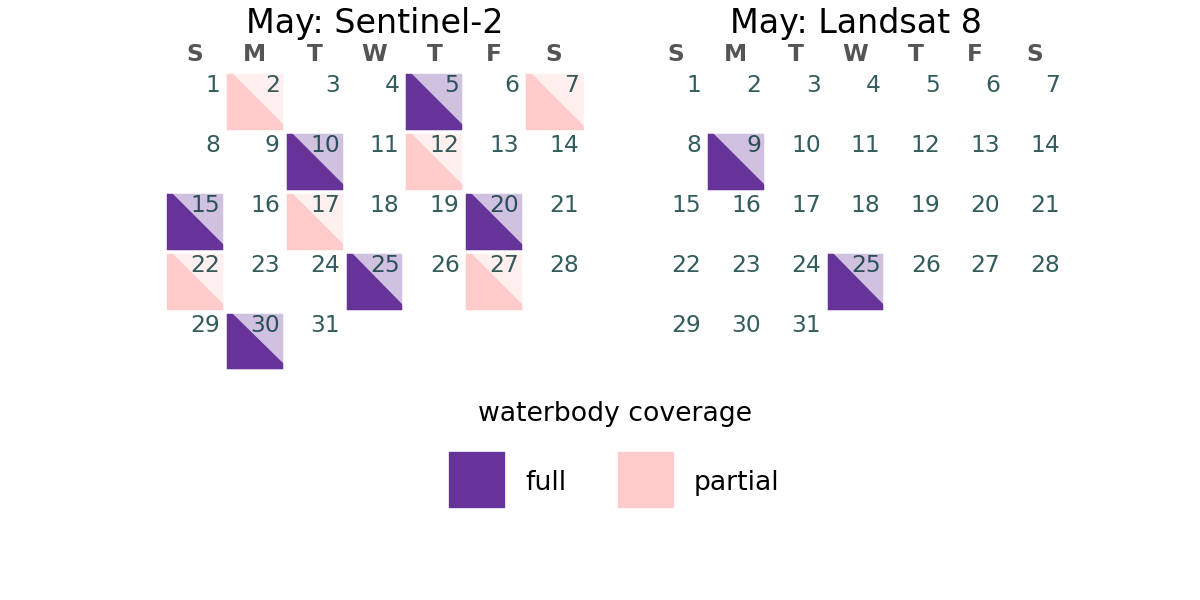 May: Sentinel-2
S M T W T F S
1 2 3 4 5 6 7
8 9 10 11 12 13 14
15 16 17 18 19 20 21
22 23 24 25 26 27 28
29 30 31
May: Landsat 8
S M T W T F S
1 2 3 4 5 6 7
8 9 10 11 12 13 14
15 16 17 18 19 20 21
22 23 24 25 26 27 28
29 30 31
waterbody coverage
full
partial